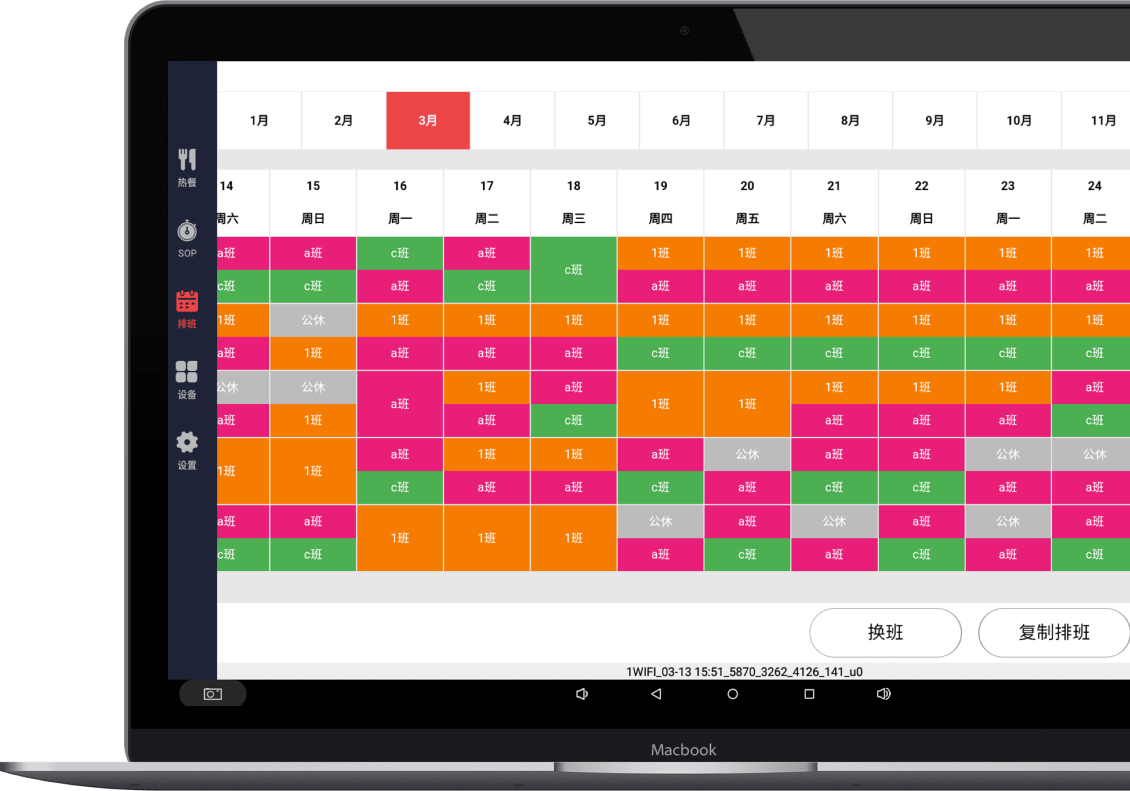 1月 2月 3月 4月 5月 6月 7月 8月 9月 10月 11月
14 15 16 17 18 19 20 21 22 23 24
周六 周日 周一 周二 周三 周四 周五 周六 周日 周一 周二
a班 a班 c班 a班 c班 1班 1班 1班 1班 1班 1班
c班 c班 a班 c班 a班 a班 a班 a班 a班 a班
1班 公休 1班 1班 1班 1班 1班 1班 1班 1班 1班
a班 1班 a班 a班 a班 c班 c班 c班 c班 c班 c班
公休 公休 a班 1班 a班 1班 1班 1班 1班 1班 a班
a班 1班 a班 c班 a班 a班 a班 c班
1班 1班 a班 1班 1班 a班 公休 a班 a班 公休 公休
c班 a班 a班 c班 a班 c班 c班 a班 a班
a班 a班 1班 1班 1班 公休 a班 公休 a班 公休 a班
c班 c班 a班 c班 a班 c班 a班 c班
热餐
SOP
排班
设备
设置
换班 复制排班
1WIFI_03-13 15:51_5870_3262_4126_141_u0
Macbook